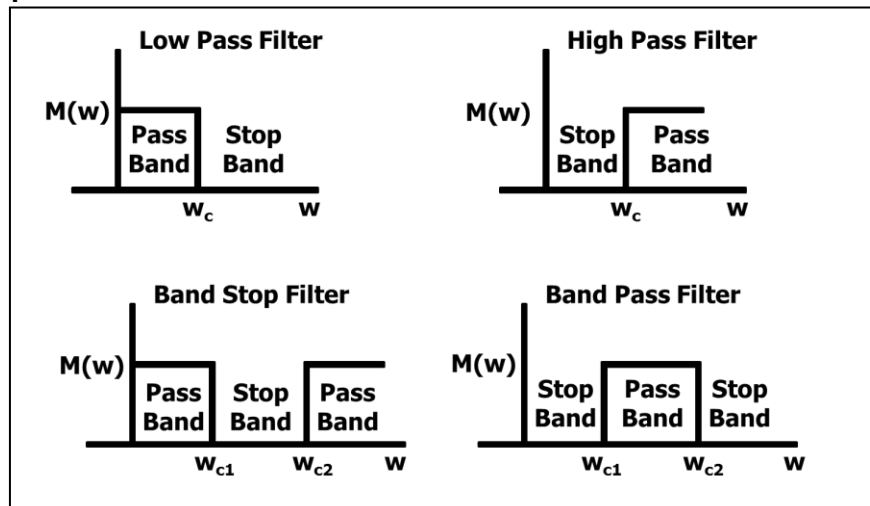 Low Pass Filter
M(w)
Pass
Band
Stop
Band
wc
w
High Pass Filter
M(w)
Stop
Band
Pass
Band
wc
w
Band Stop Filter
M(w)
Pass
Band
Stop
Band
Pass
Band
wc1
wc2
w
Band Pass Filter
M(w)
Stop
Band
Pass
Band
Stop
Band
wc1
wc2
w